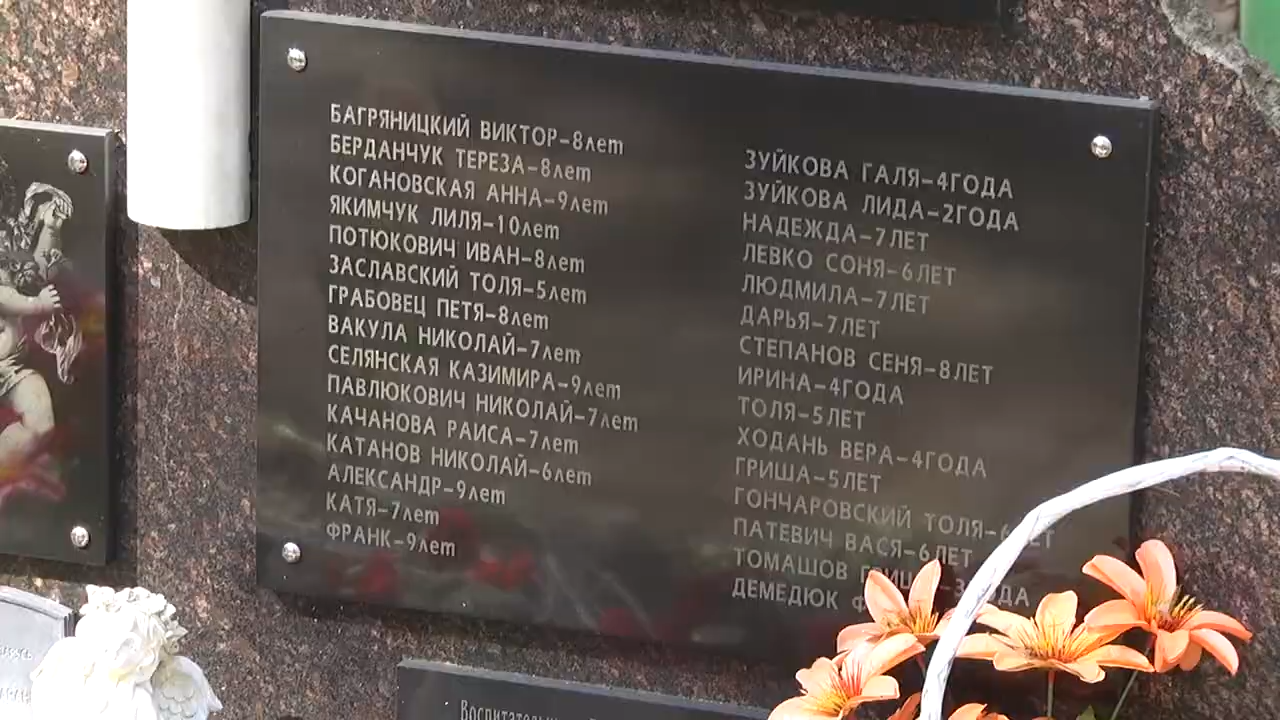 БАГРЯНИЦКИЙ ВИКТОР-8лет
БЕРДАНЧУК ТЕРЕЗА-8лет
КОГАНОВСКАЯ АННА-9лет
ЯКИМЧУК ЛИЛЯ-10лет
ПОТЮКОВИЧ ИВАН-8лет
ЗАСЛАВСКИЙ ТОЛЯ-5лет
ГРАБОВЕЦ ПЕТЯ-8лет
ВАКУЛА НИКОЛАЙ-7лет
СЕЛЯНСКАЯ КАЗИМИРА-9лет
ПАВЛЮКОВИЧ НИКОЛАЙ-7лет
КАЧАНОВА РАИСА-7лет
КАТАНОВ НИКОЛАЙ-6лет
АЛЕКСАНДР-9лет
КАТЯ-7лет
ФРАНК-9лет
ЗУЙКОВА ГАЛЯ-4ГОДА
ЗУЙКОВА ЛИДА-2ГОДА
НАДЕЖДА-7ЛЕТ
ЛЕВКО СОНЯ-6ЛЕТ
ЛЮДМИЛА-7ЛЕТ
ДАРЬЯ-7ЛЕТ
СТЕПАНОВ СЕНЯ-8ЛЕТ
ИРИНА-4ГОДА
ТОЛЯ-5ЛЕТ
ХОДАНЬ ВЕРА-4ГОДА
ГРИША-5ЛЕТ
ГОНЧАРОВСКИЙ ТОЛЯ-6ЛЕТ
ПАТЕВИЧ ВАСЯ-6ЛЕТ
ТОМАШОВ ГРИША-3ГОДА
ДЕМЕДЮК